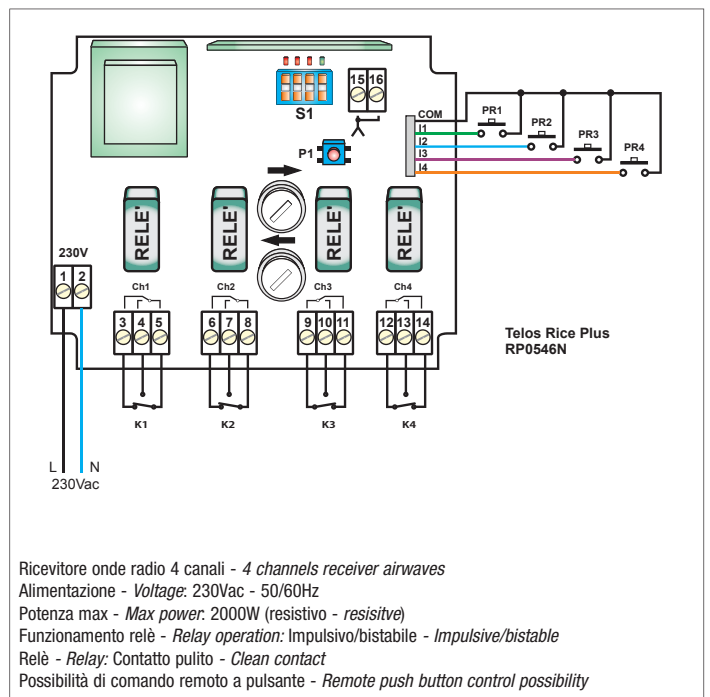 S1
15 16
P1
COM
I1
I2
I3
I4
PR1
PR2
PR3
PR4
RELE'
RELE'
RELE'
RELE'
230V
1 2
Ch1
Ch2
Ch3
Ch4
3 4 5
6 7 8
9 10 11
12 13 14
K1
K2
K3
K4
L N
230Vac
Telos Rice Plus
RP0546N
Ricevitore onde radio 4 canali - 4 channels receiver airwaves
Alimentazione - Voltage: 230Vac - 50/60Hz
Potenza max - Max power: 2000W (resistivo - resisitve)
Funzionamento relè - Relay operation: Impulsivo/bistabile - Impulsive/bistable
Relè - Relay: Contatto pulito - Clean contact
Possibilità di comando remoto a pulsante - Remote push button control possibility